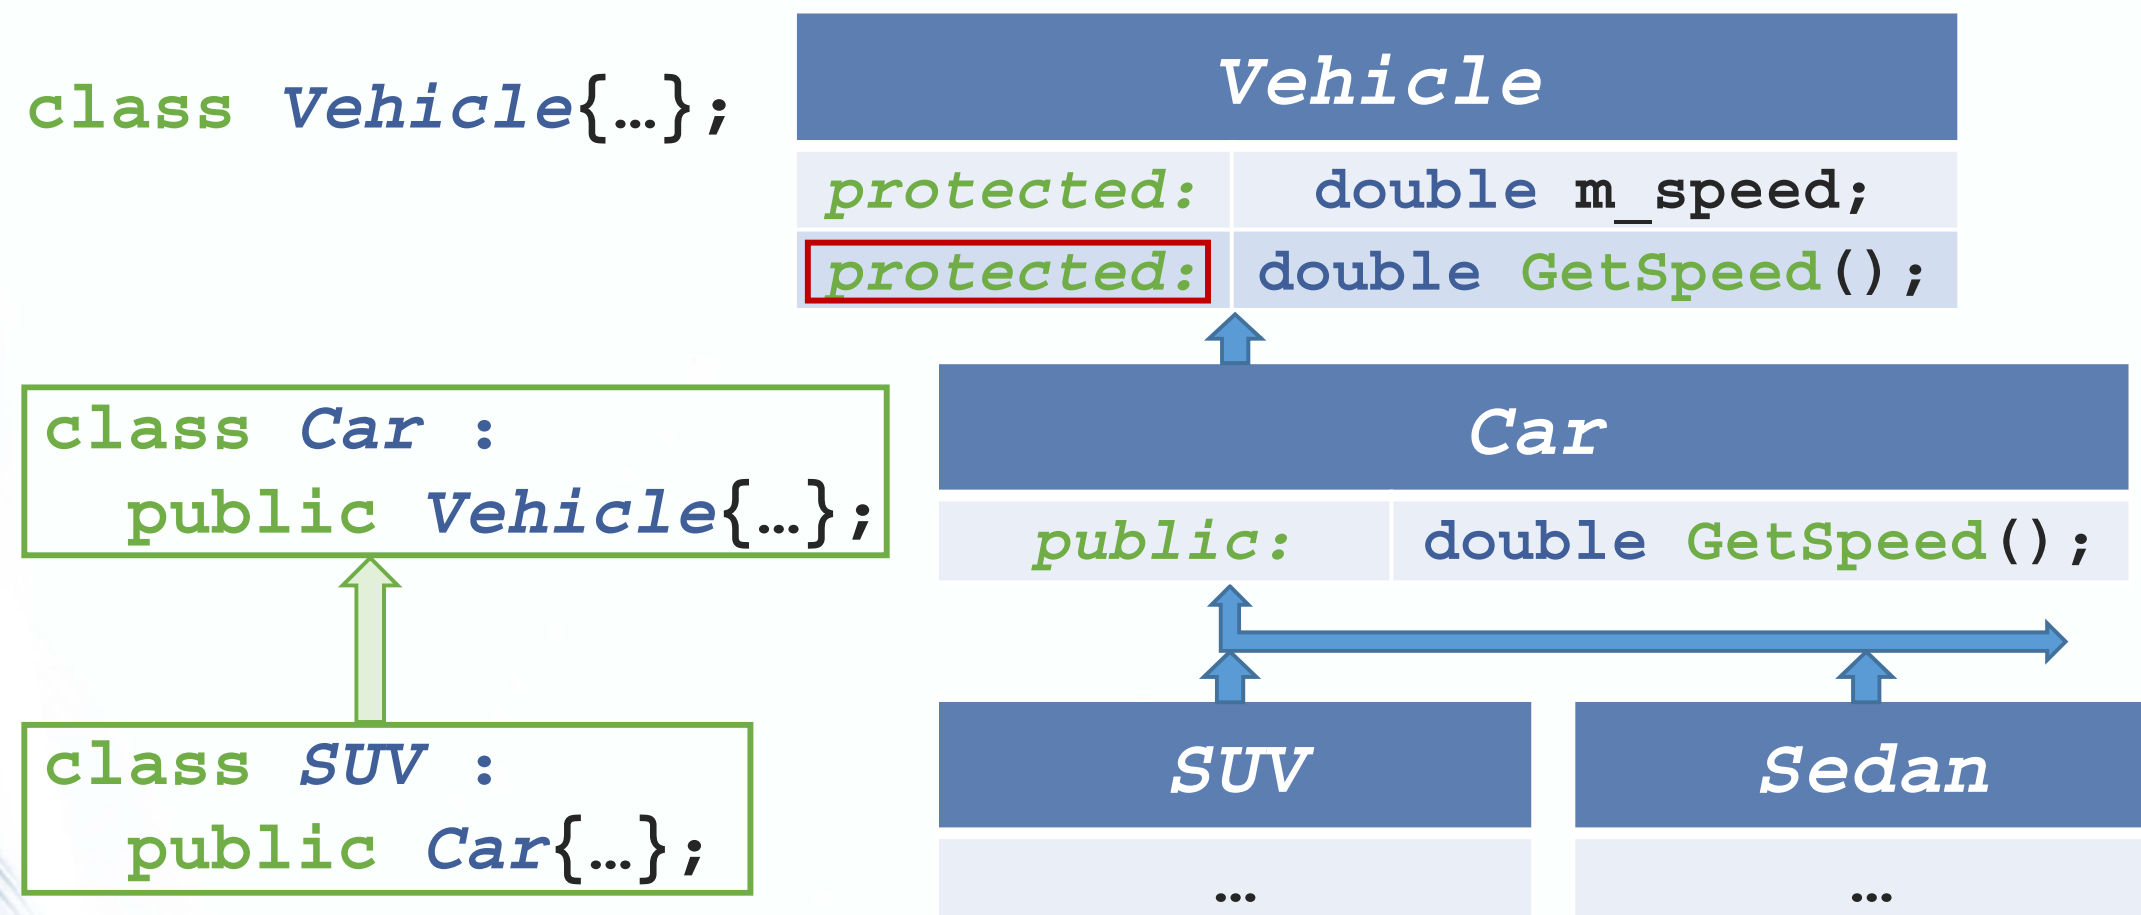 class Vehicle{…};
Vehicle
protected: double m_speed;
protected: double GetSpeed();
class Car :
public Vehicle{…};
Car
public: double GetSpeed();
class SUV :
public Car{…};
SUV
…
Sedan
…